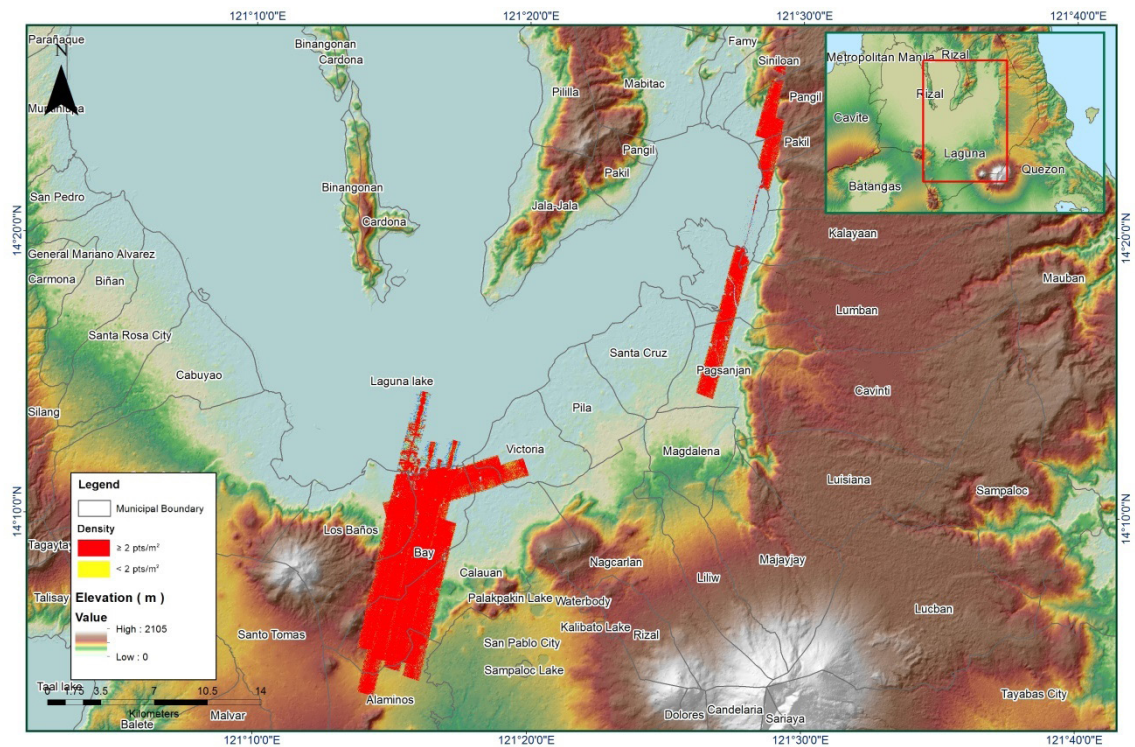 121°10'0"E
121°20'0"E
121°30'0"E
121°40'0"E
Parañaque
N
Binangonan
Cardona
Famy
Siniloan
Metropolitan Manila
Rizal
Rizal
Cavite
Laguna
Quezon
Batangas
Pililla
Mabitac
Pangil
Pakil
Pangil
Pakil
San Pedro
Binangonan
Cardona
Jala-Jala
14°20'0"N
14°20'0"N
Kalayaan
General Mariano Alvarez
Carmona
Biñan
Mauban
Lumban
Santa Rosa City
Santa Cruz
Cabuyao
Laguna lake
Pagsanjan
Cavinti
Silang
Pila
Victoria
Magdalena
Luisiana
Sampaloc
14°10'0"N
14°10'0"N
Los Baños
Bay
Nagcarlan
Majayjay
Calauan
Liliw
Palakpakin Lake
Waterbody
Lucban
Kalibato Lake
Rizal
San Pablo City
Santo Tomas
Sampaloc Lake
Talisay
Taal lake
Alaminos
Tayabas City
Malvar
Balete
Dolores
Candelaria
Sariaya
Legend
Municipal Boundary
Density
≥ 2 pts/m²
< 2 pts/m²
Elevation ( m )
Value
High : 2105
Low : 0
0 1.75 3.5 7 10.5 14
Kilometers
121°10'0"E
121°20'0"E
121°30'0"E
121°40'0"E